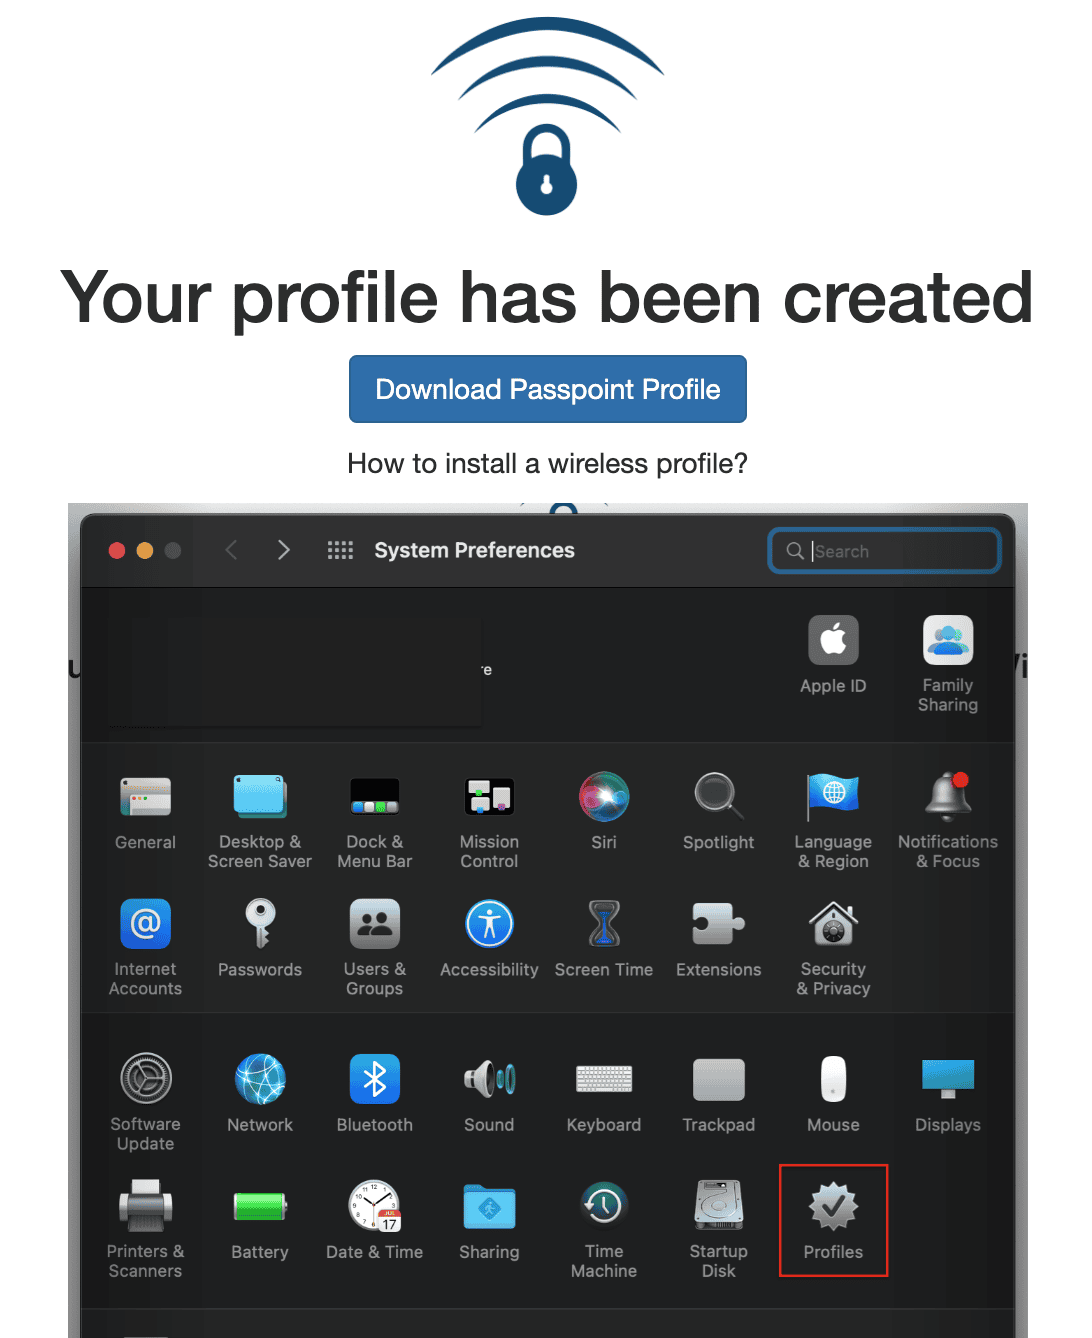 Your profile has been created
Download Passpoint Profile
How to install a wireless profile?
System Preferences
Search
re
Apple ID
Family
Sharing
General
Desktop &
Screen Saver
Dock &
Menu Bar
Mission
Control
Siri
Spotlight
Language
& Region
Notifications
& Focus
Internet
Accounts
Passwords
Users &
Groups
Accessibility
Screen Time
Extensions
Security
& Privacy
Software
Update
Network
Bluetooth
Sound
Keyboard
Trackpad
Mouse
Displays
Printers &
Scanners
Battery
JUL
17
Date & Time
Sharing
Time
Machine
Startup
Disk
Profiles